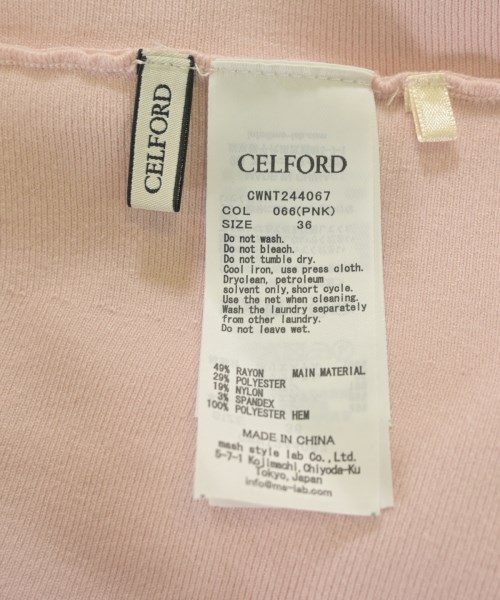 CELFORD
CELFORD
CWNT244067
COL 066(PNK)
SIZE 36
Do not wash.
Do not bleach.
Do not tumble dry.
Cool iron, use press cloth.
Dryclean, petroleum
solvent only,short cycle.
Use the net when cleaning.
Wash the laundry separately
from other laundry.
Do not leave wet.
49% RAYON MAIN MATERIAL
29% POLYESTER
19% NYLON
3% SPANDEX
100% POLYESTER HEM
MADE IN CHINA
mash style lab Co., Ltd.
5-7-1 Kojimachi,Chiyoda-Ku
Tokyo,Japan
info@ms-lab.com